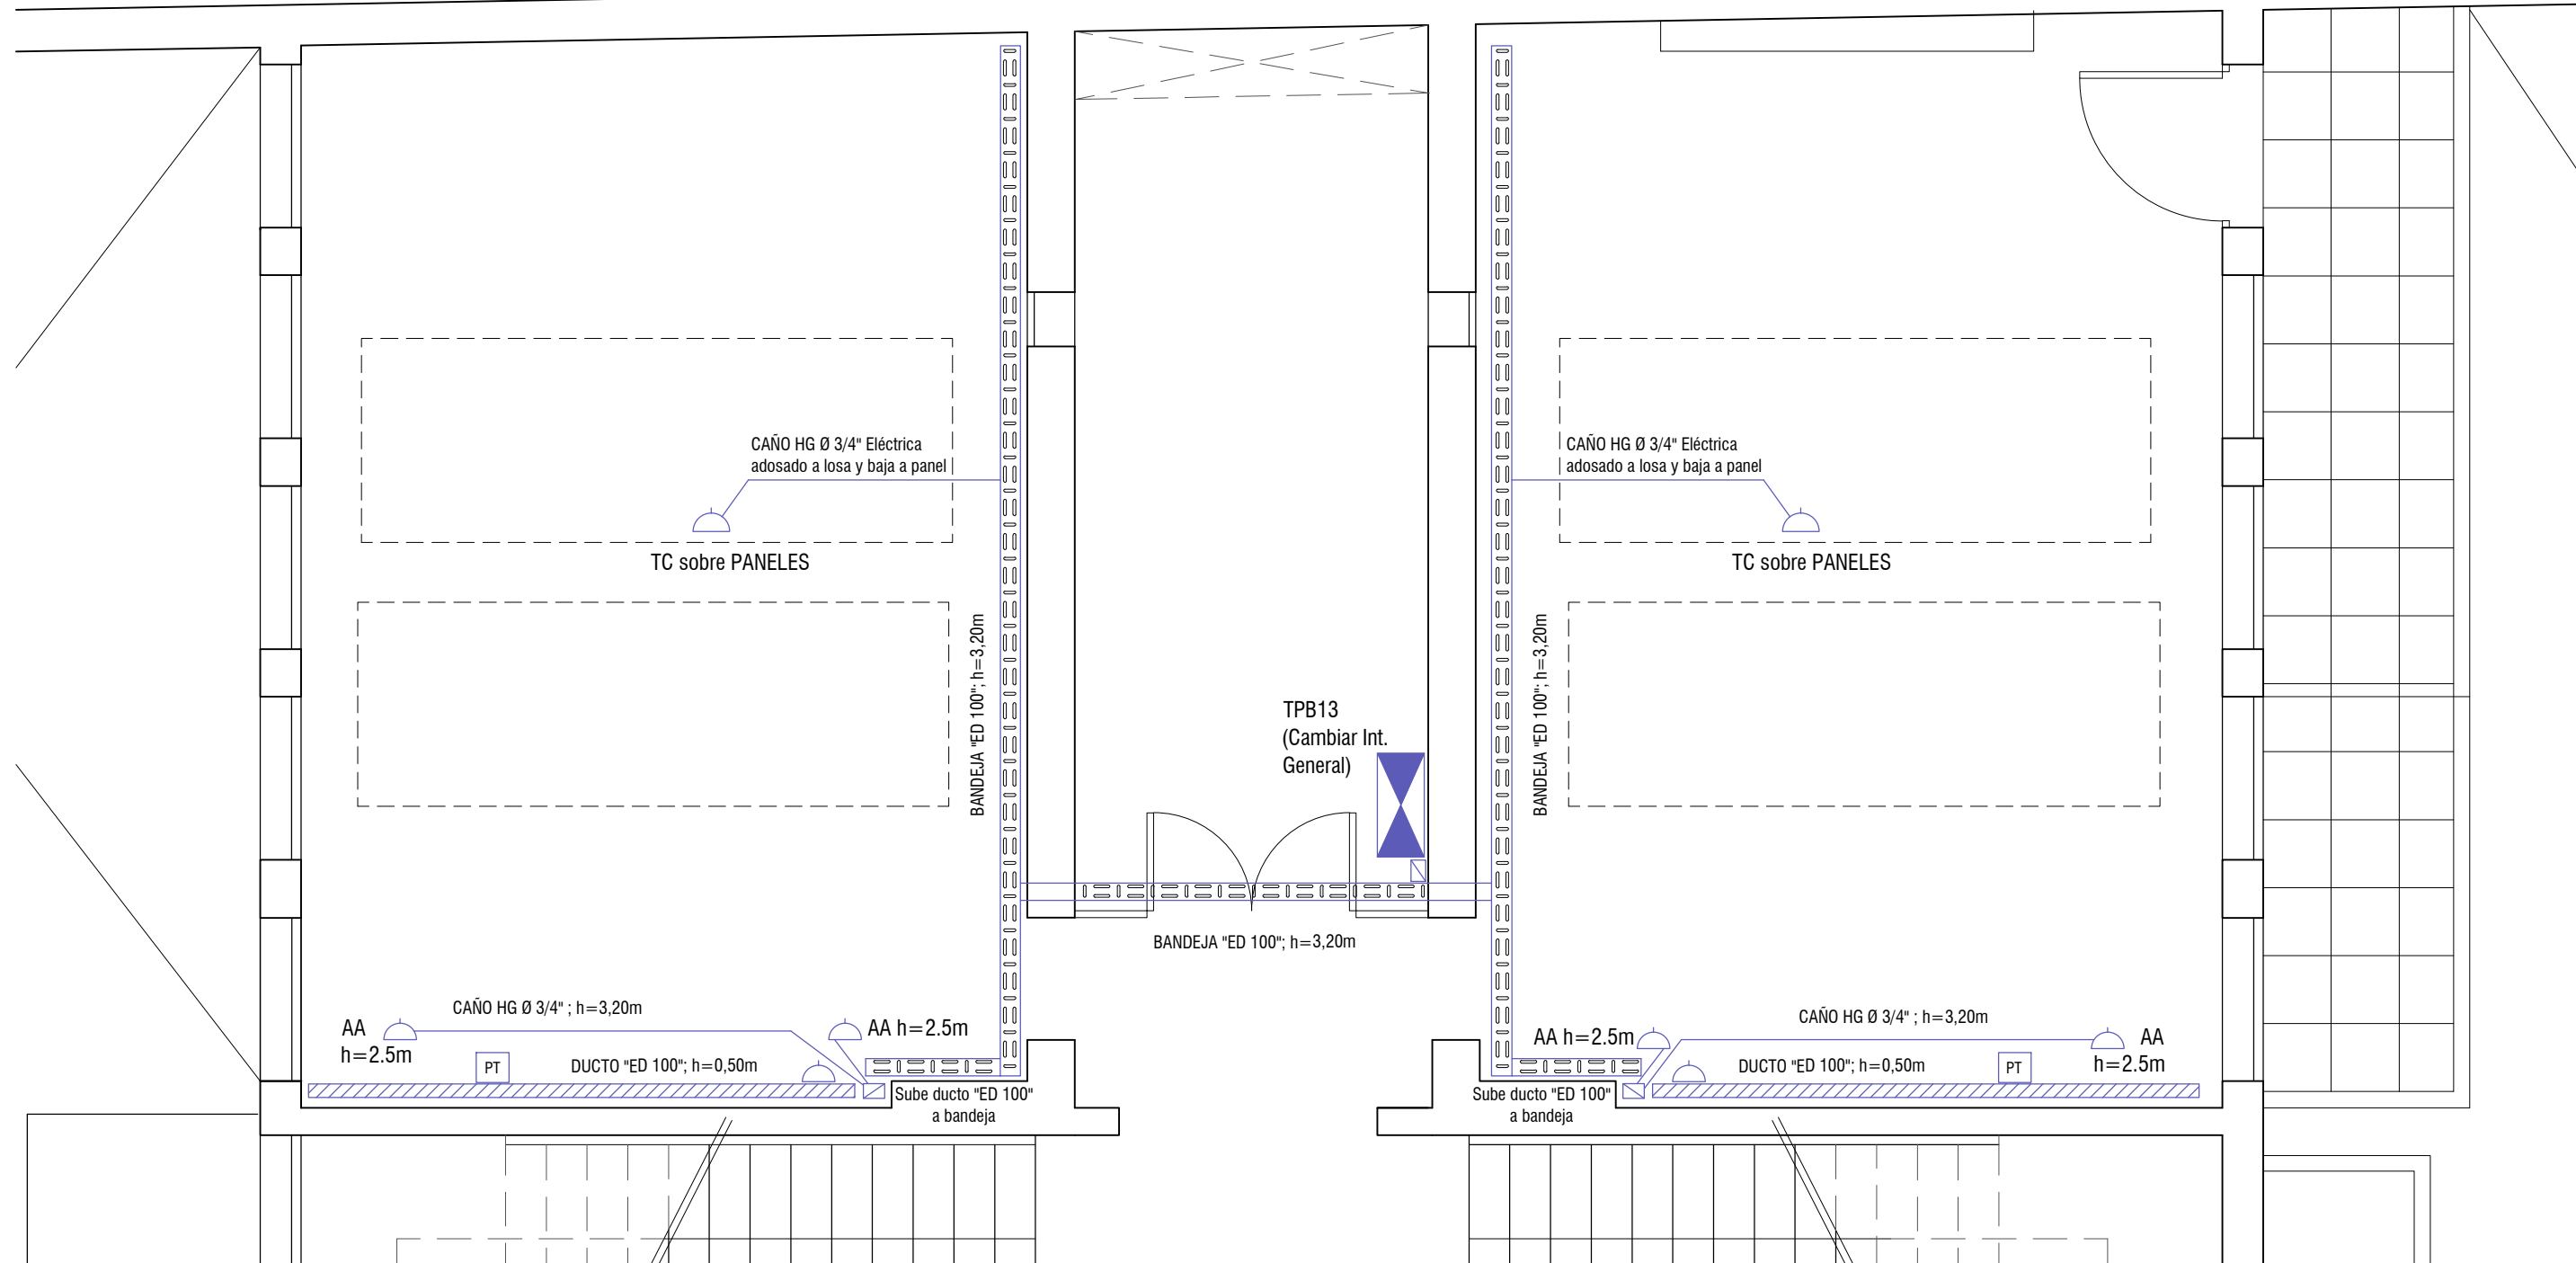 CAÑO HG Ø 3/4" Eléctrica
adosado a losa y baja a panel
TC sobre PANELES
CAÑO HG Ø 3/4" Eléctrica
adosado a losa y baja a panel
TC sobre PANELES
BANDEJA "ED 100"; h=3,20m
BANDEJA "ED 100"; h=3,20m
TPB13
(Cambiar Int.
General)
BANDEJA "ED 100"; h=3,20m
CAÑO HG Ø 3/4" ; h=3,20m
AA
h=2.5m
AA h=2.5m
PT
DUCTO "ED 100"; h=0,50m
Sube ducto "ED 100"
a bandeja
CAÑO HG Ø 3/4" ; h=3,20m
AA h=2.5m
AA
h=2.5m
DUCTO "ED 100"; h=0,50m
PT
Sube ducto "ED 100"
a bandeja